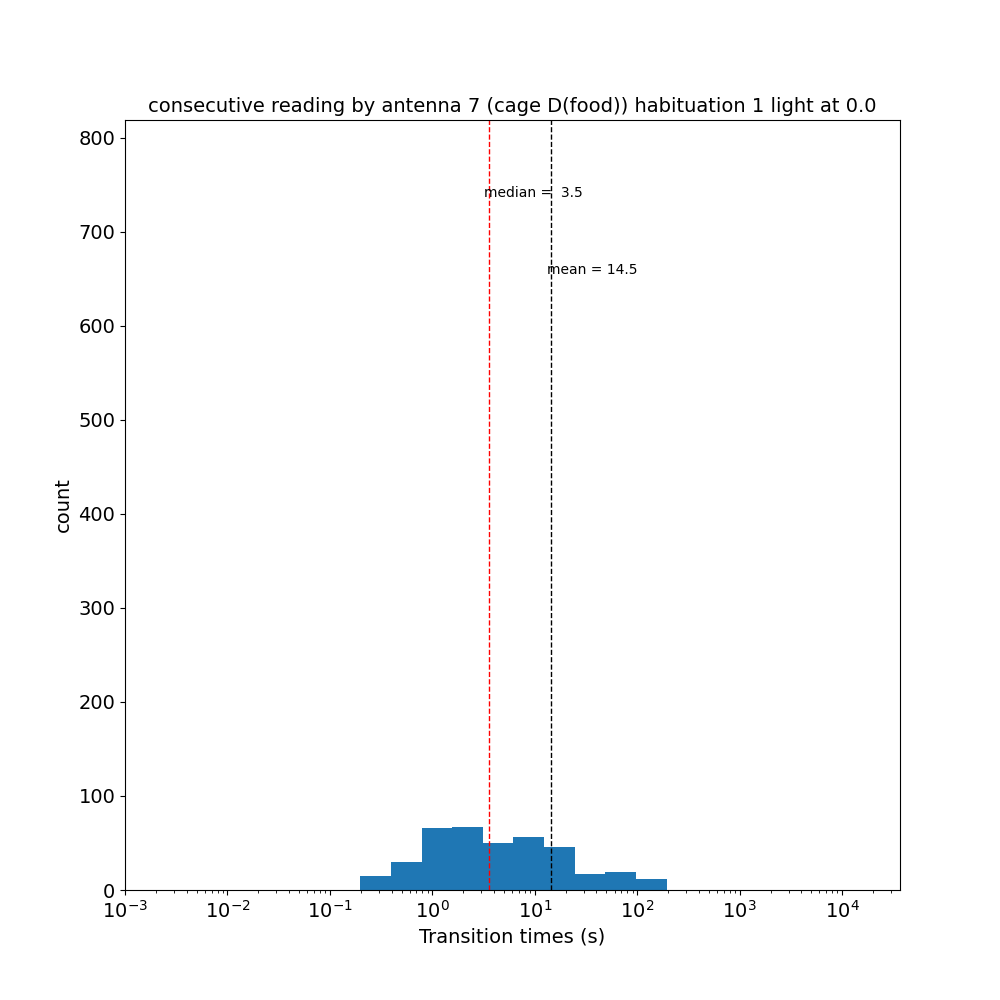 consecutive reading by antenna 7 (cage D(food)) habituation 1 light at 0.0
800
700
600
500
400
300
200
100
0
count
median =  3.5
mean = 14.5
10⁻³ 10⁻² 10⁻¹ 10⁰ 10¹ 10² 10³ 10⁴
Transition times (s)